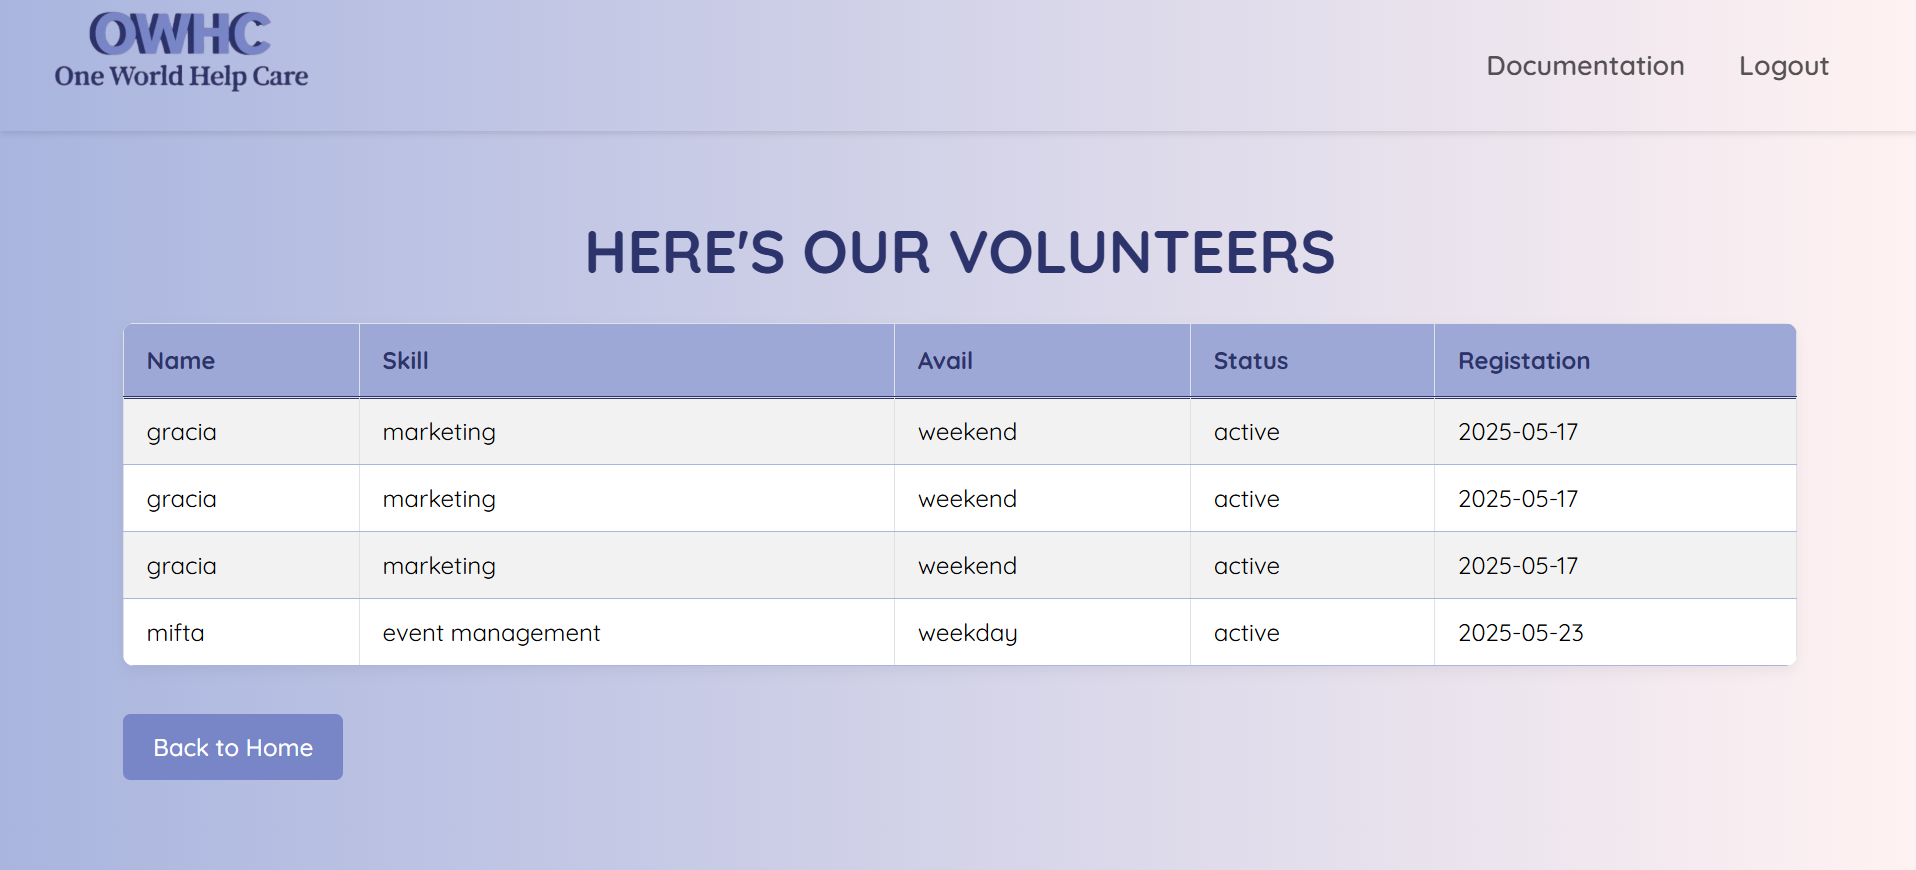 OWHC
One World Help Care
Documentation Logout
HERE'S OUR VOLUNTEERS
Name Skill Avail Status Registation
gracia marketing weekend active 2025-05-17
gracia marketing weekend active 2025-05-17
gracia marketing weekend active 2025-05-17
mifta event management weekday active 2025-05-23
Back to Home